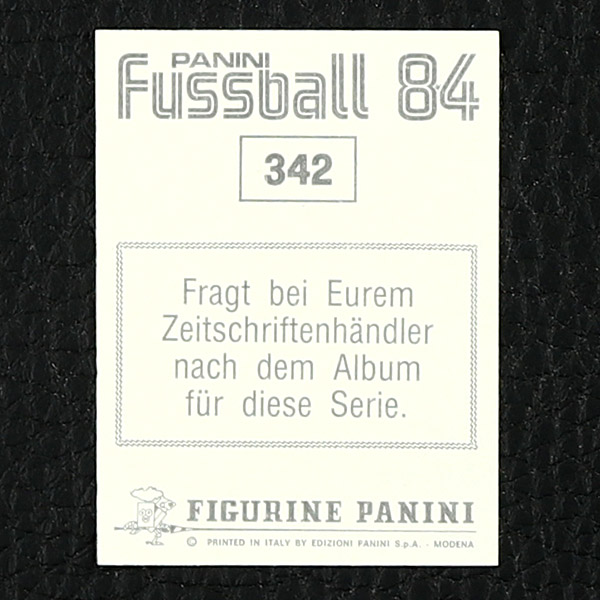 PANINI
Fussball 84
342
Fragt bei Eurem
Zeitschriftenhändler
nach dem Album
für diese Serie.
FIGURINE PANINI
© PRINTED IN ITALY BY EDIZIONI PANINI S.p.A. - MODENA